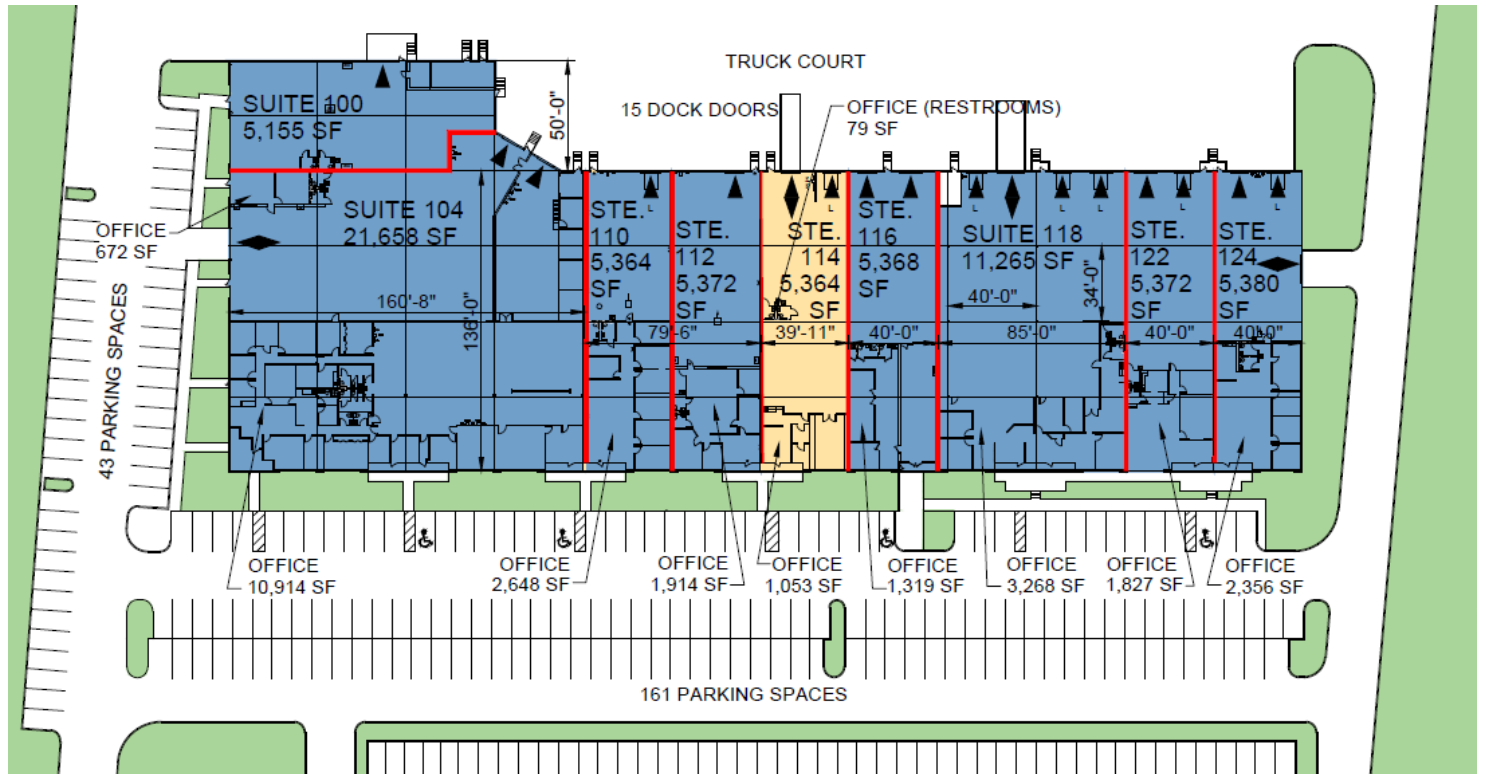 TRUCK COURT
15 DOCK DOORS
OFFICE (RESTROOMS)
79 SF
50'-0"
SUITE 100
5,155 SF
OFFICE
672 SF
SUITE 104
21,658 SF
160'-8"
136'-0"
STE.
110
5,364
SF
STE.
112
5,372
SF
79'-6"
STE.
114
5,364
SF
39'-11"
STE.
116
5,368
SF
40'-0"
SUITE 118
11,265 SF
40'-0"
34'-0"
85'-0"
STE.
122
5,372
SF
40'-0"
STE.
124
5,380
SF
40'-0"
L
L
L
L
L
L
L
43 PARKING SPACES
OFFICE
10,914 SF
OFFICE
2,648 SF
OFFICE
1,914 SF
OFFICE
1,053 SF
OFFICE
1,319 SF
OFFICE
3,268 SF
OFFICE
1,827 SF
OFFICE
2,356 SF
161 PARKING SPACES